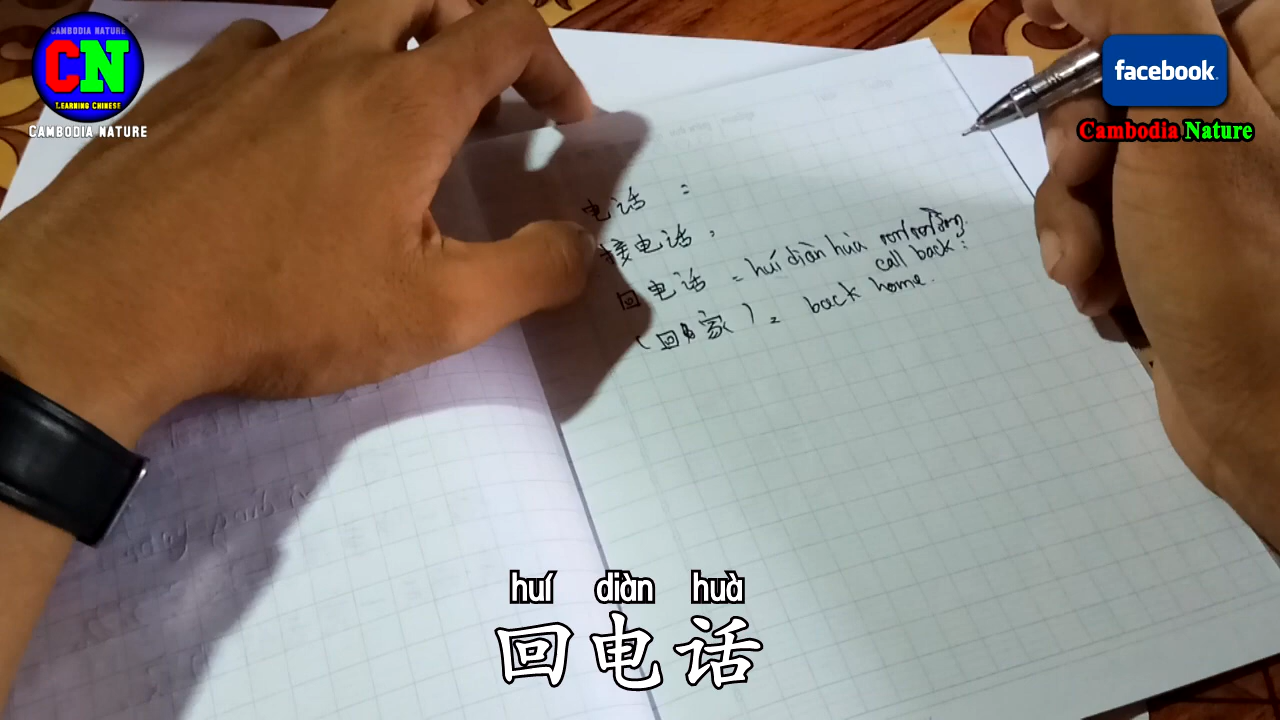 CAMBODIA NATURE
CN
LEARNING CHINESE
CAMBODIA NATURE
facebook
Cambodia Nature
电话 =
接电话 ,
回电话 = huí diàn huà
call back :
(回家) = back home.
huí diàn huà
回电话